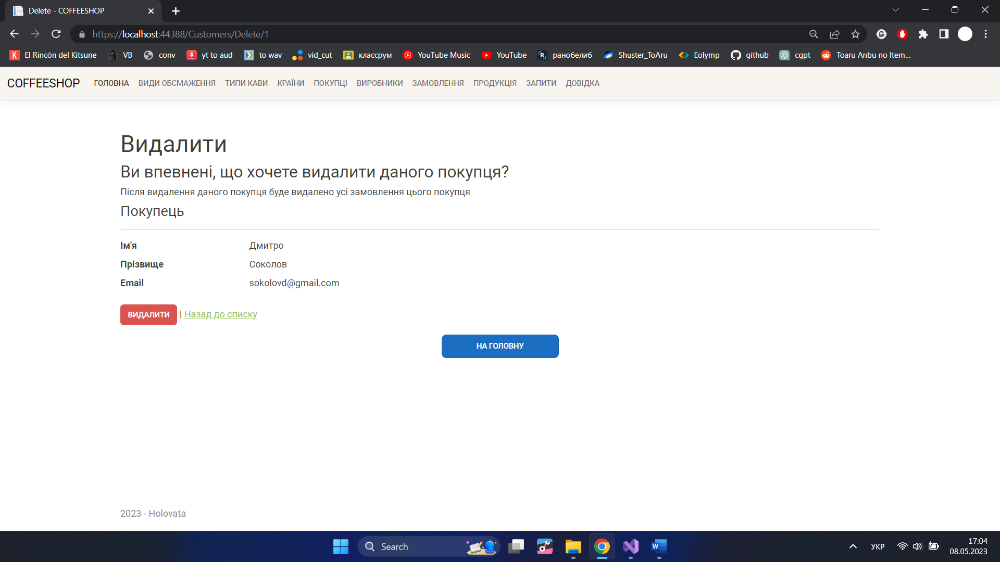 Delete - COFFEESHOP
https://localhost:44388/Customers/Delete/1
El Rincón del Kitsune VB conv yt to aud to wav vid_cut классрум YouTube Music YouTube ранобелиб Shuster_ToAru Eolymp github cgpt Toaru Anbu no Item...
COFFEESHOP ГОЛОВНА ВИДИ ОБСМАЖЕННЯ ТИПИ КАВИ КРАЇНИ ПОКУПЦІ ВИРОБНИКИ ЗАМОВЛЕННЯ ПРОДУКЦІЯ ЗАПИТИ ДОВІДКА
Видалити
Ви впевнені, що хочете видалити даного покупця?
Після видалення даного покупця буде видалено усі замовлення цього покупця
Покупець
Ім'я Дмитро
Прізвище Соколов
Email sokolovd@gmail.com
ВИДАЛИТИ | Назад до списку
НА ГОЛОВНУ
2023 - Holovata
Search
УКР
17:04
08.05.2023